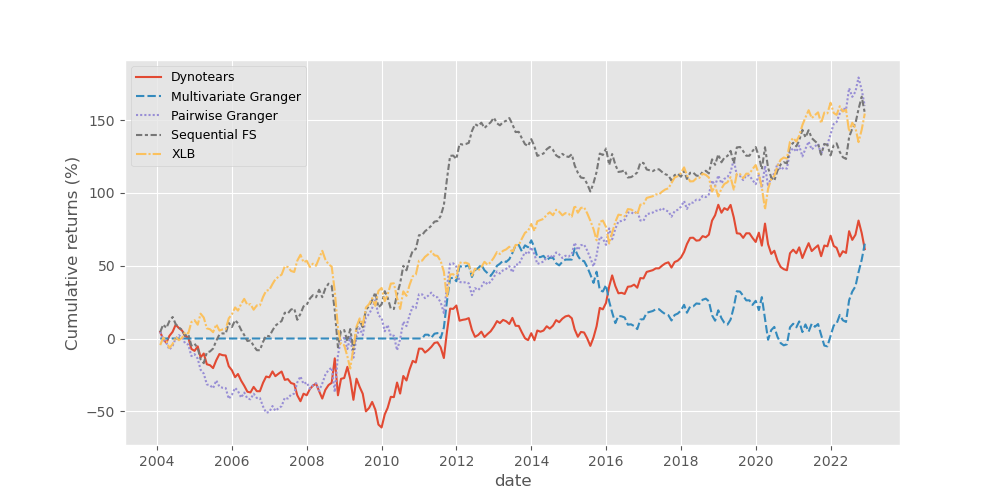 Dynotears
Multivariate Granger
Pairwise Granger
Sequential FS
XLB
Cumulative returns (%)
150
100
50
0
−50
2004 2006 2008 2010 2012 2014 2016 2018 2020 2022
date